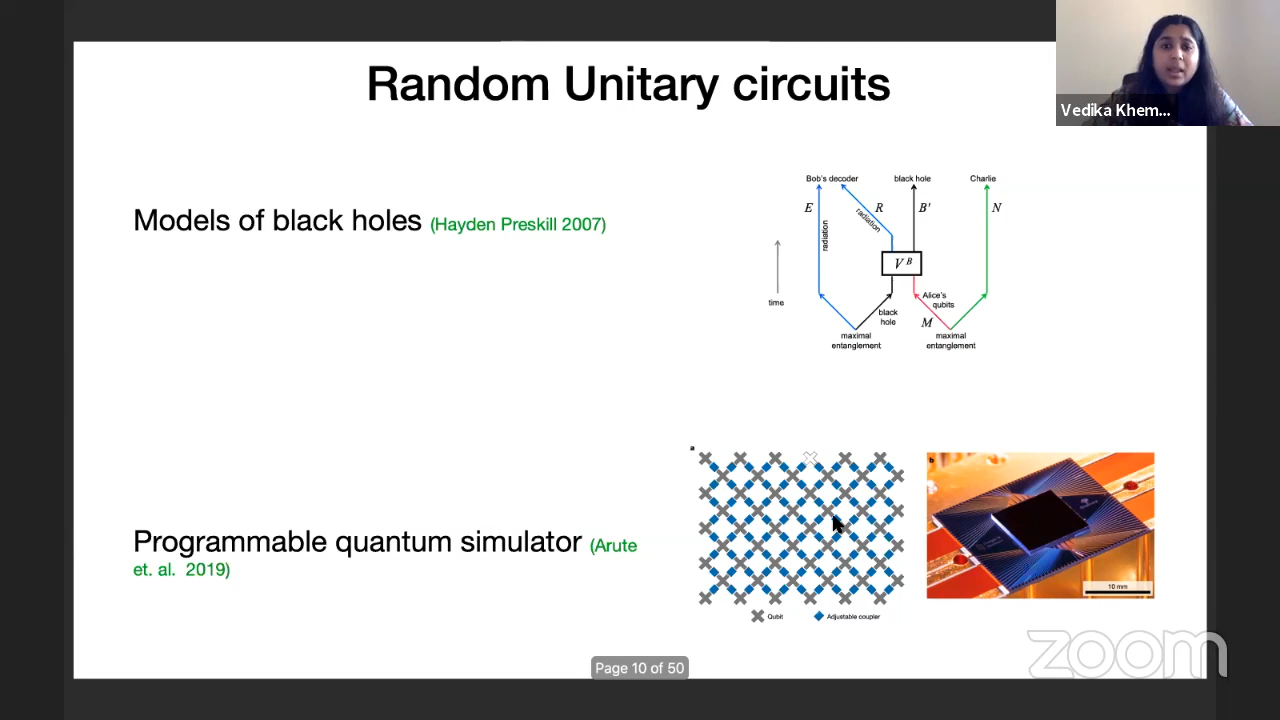 Random Unitary circuits
Vedika Khem...
Models of black holes (Hayden Preskill 2007)
Bob's decoder
black hole
Charlie
E
R
B'
N
radiation
radiation
V B
time
Alice's
qubits
black
hole
M
maximal
entanglement
maximal
entanglement
Programmable quantum simulator (Arute
et. al. 2019)
a
Qubit
Adjustable coupler
b
10 mm
Page 10 of 50
zoom